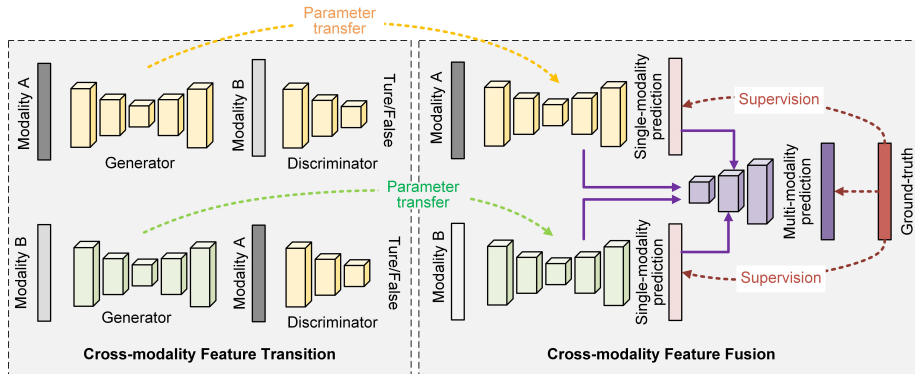 Parameter
transfer
Modality A
Generator
Modality B
Discriminator
Ture/False
Modality B
Generator
Modality A
Discriminator
Ture/False
Cross-modality Feature Transition
Parameter
transfer
Modality A
Single-modality
prediction
Supervision
Multi-modality
prediction
Ground-truth
Modality B
Single-modality
prediction
Supervision
Cross-modality Feature Fusion